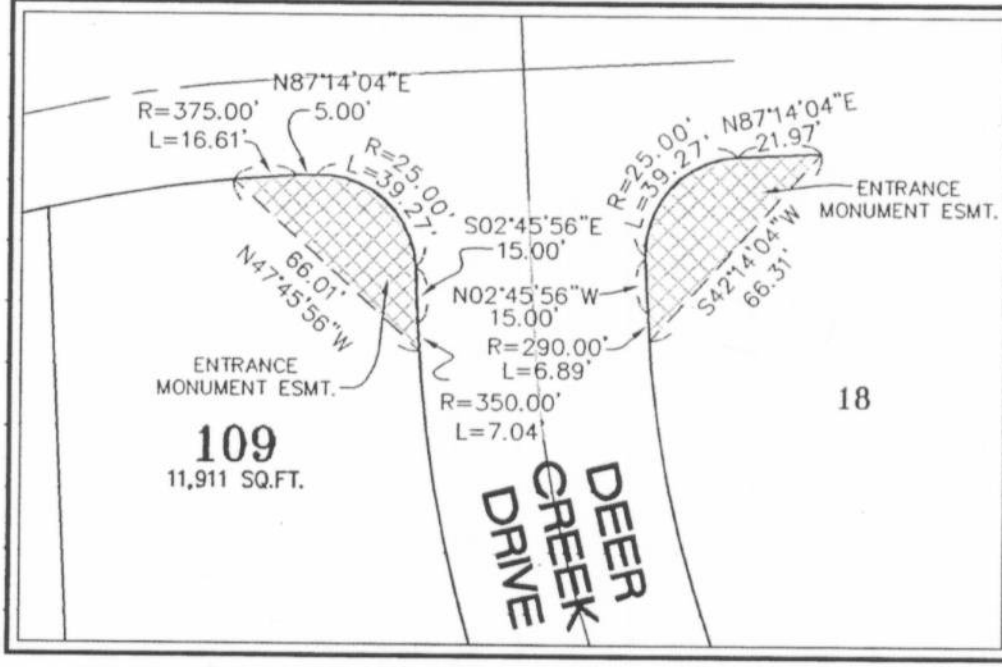 N87°14'04"E
5.00'
R=375.00'
L=16.61'
R=25.00'
L=39.27'
S02°45'56"E
15.00'
N47°45'56"W
66.01'
ENTRANCE
MONUMENT ESMT.
109
11,911 SQ.FT.
R=350.00'
L=7.04'
N02°45'56"W
15.00'
R=290.00'
L=6.89'
R=25.00'
L=39.27'
N87°14'04"E
21.97'
ENTRANCE
MONUMENT ESMT.
S42°14'04"W
66.31'
18
DEER
CREEK
DRIVE